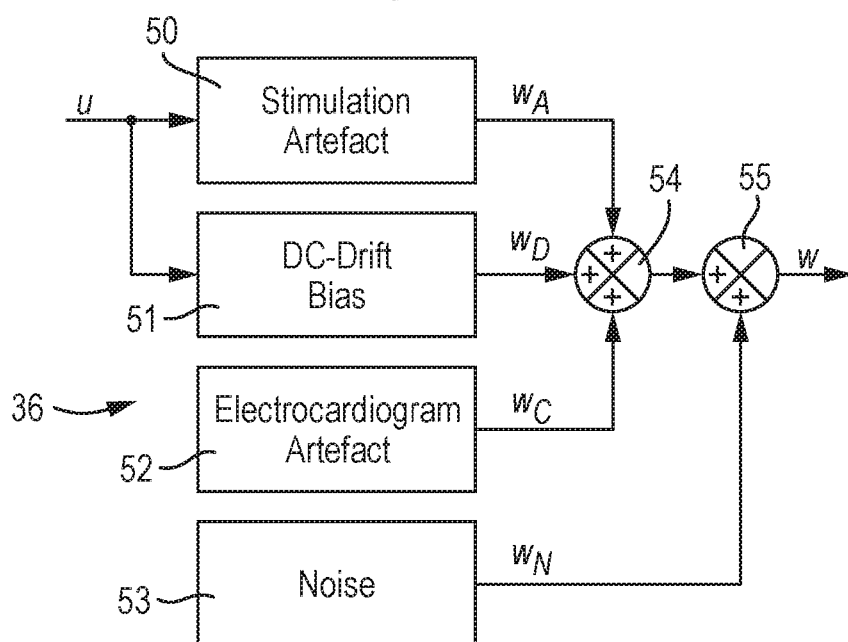 50
u
Stimulation
Artefact
w_A
54
55
DC-Drift
Bias
w_D
+
+
+
+
+
w
51
36
Electrocardiogram
Artefact
w_C
52
Noise
w_N
53